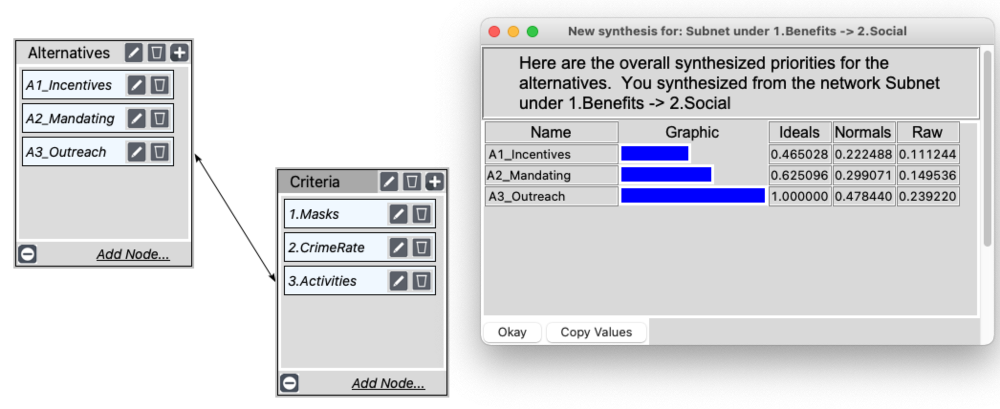 Alternatives
A1_Incentives
A2_Mandating
A3_Outreach
Add Node...
Criteria
1.Masks
2.CrimeRate
3.Activities
Add Node...
New synthesis for: Subnet under 1.Benefits -> 2.Social
Here are the overall synthesized priorities for the
alternatives. You synthesized from the network Subnet
under 1.Benefits -> 2.Social
Name Graphic Ideals Normals Raw
A1_Incentives 0.465028 0.222488 0.111244
A2_Mandating 0.625096 0.299071 0.149536
A3_Outreach 1.000000 0.478440 0.239220
Okay Copy Values